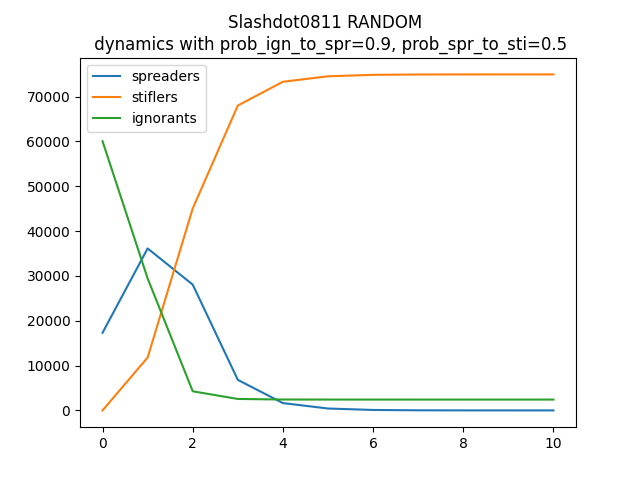 Slashdot0811 RANDOM
dynamics with prob_ign_to_spr=0.9, prob_spr_to_sti=0.5
spreaders
stiflers
ignorants
70000
60000
50000
40000
30000
20000
10000
0
0 2 4 6 8 10